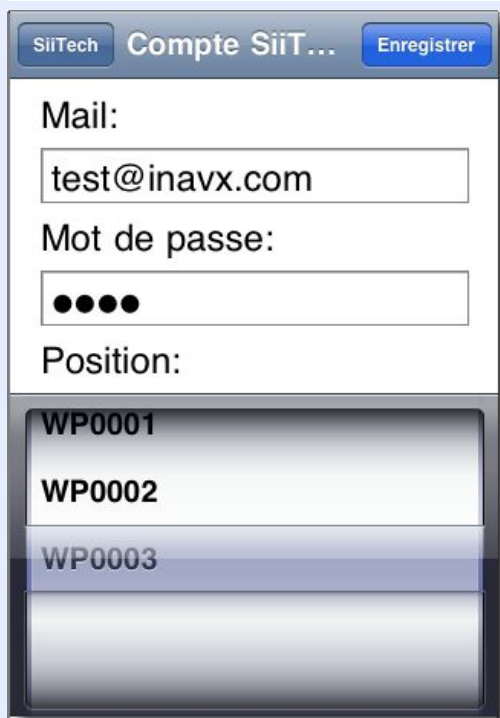 SiiTech Compte SiiT... Enregistrer
Mail:
test@inavx.com
Mot de passe:
●●●●
Position:
WP0001
WP0002
WP0003